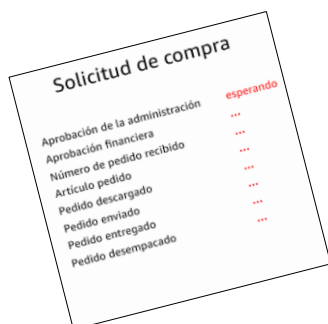 Solicitud de compra
Aprobación de la administración esperando
Aprobación financiera ...
Número de pedido recibido ...
Artículo pedido ...
Pedido descargado ...
Pedido enviado ...
Pedido entregado ...
Pedido desempacado ...